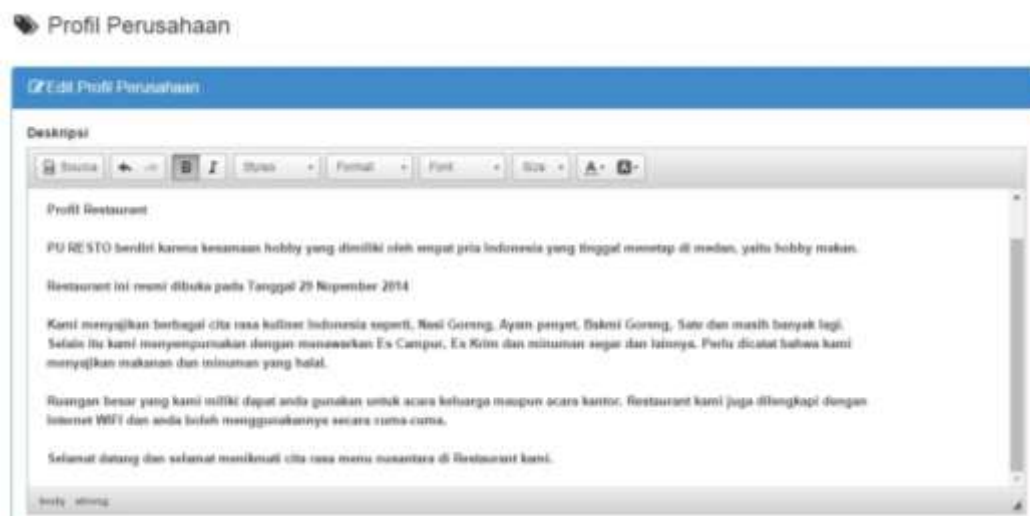 Profil Perusahaan
Edit Profil Perusahaan
Deskripsi
Source B I Styles Format Font Size A A
Profil Restaurant
PU RESTO berdiri karena kesamaan hobby yang dimiliki oleh empat pria Indonesia yang tinggal menetap di medan, yaitu hobby makan.
Restaurant ini resmi dibuka pada Tanggal 29 Nopember 2014
Kami menyajikan berbagai cita rasa kuliner Indonesia seperti, Nasi Goreng, Ayam penyet, Bakmi Goreng, Sate dan masih banyak lagi.
Selain itu kami menyempurnakan dengan menawarkan Es Campur, Es Krim dan minuman segar dan lainnya. Perlu dicatat bahwa kami
menyajikan makanan dan minuman yang halal.
Ruangan besar yang kami miliki dapat anda gunakan untuk acara keluarga maupun acara kantor. Restaurant kami juga dilengkapi dengan
Internet WIFI dan anda boleh menggunakannya secara cuma-cuma.
Selamat datang dan selamat menikmati cita rasa menu nusantara di Restaurant kami.
body strong